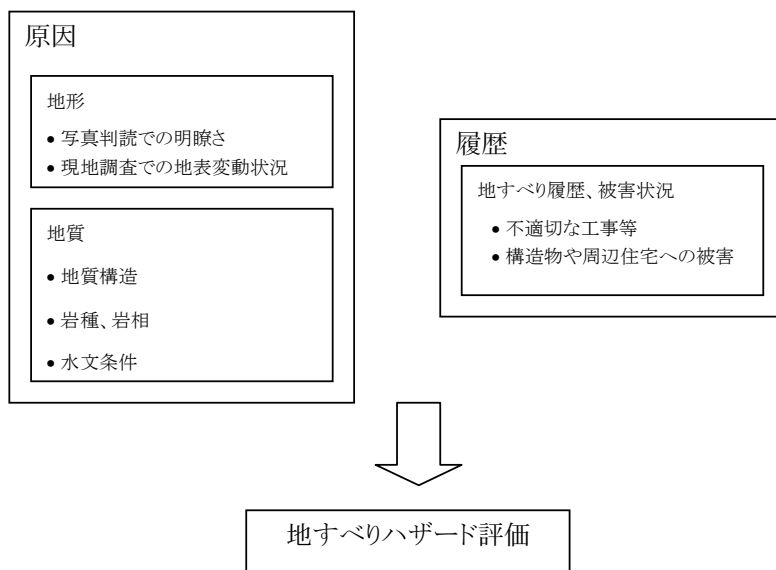 原因
地形
• 写真判読での明瞭さ
• 現地調査での地表変動状況
地質
• 地質構造
• 岩種、岩相
• 水文条件
履歴
地すべり履歴、被害状況
• 不適切な工事等
• 構造物や周辺住宅への被害
地すべりハザード評価